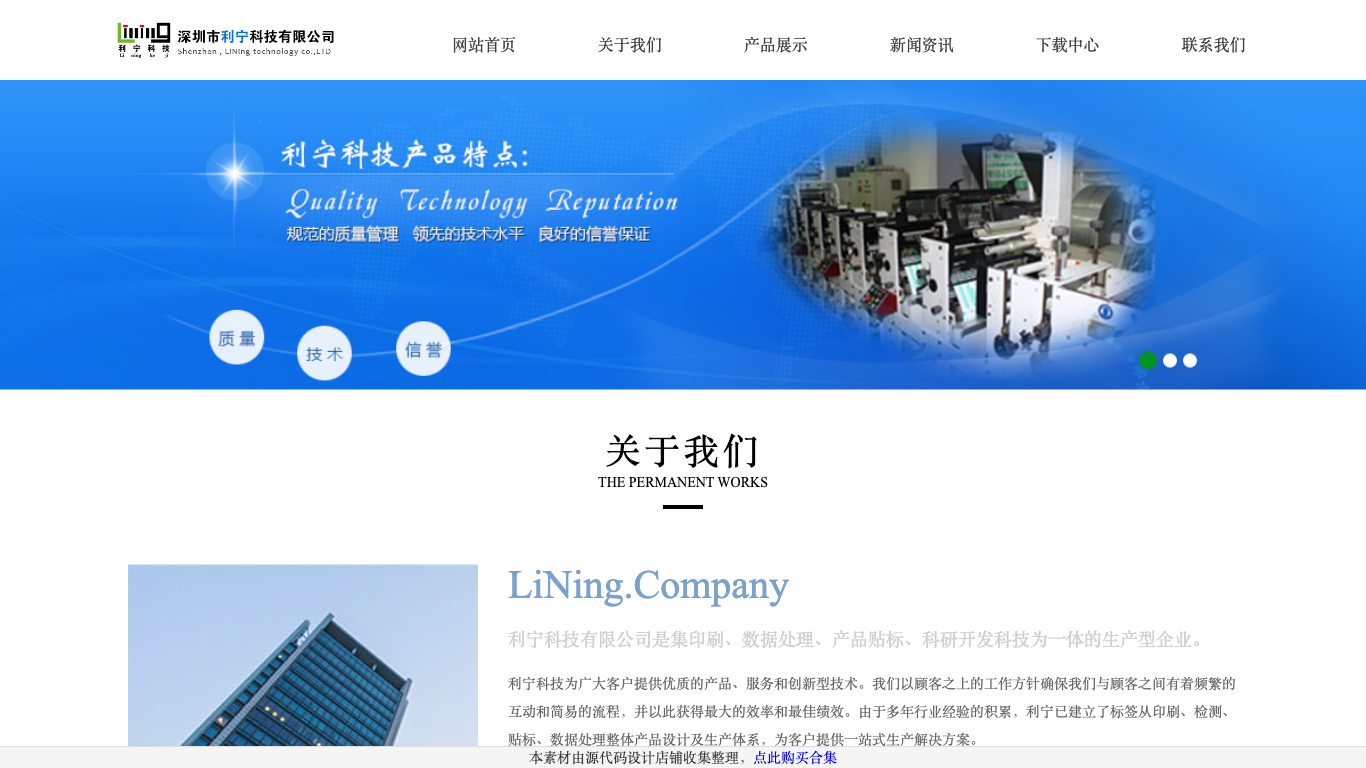 LiNing
利宁科技
Li ning ke ji
深圳市利宁科技有限公司
Shenzhen , LINIng technology co.,LTD
网站首页
关于我们
产品展示
新闻资讯
下载中心
联系我们
利宁科技产品特点:
Quality Technology Reputation
规范的质量管理 领先的技术水平 良好的信誉保证
质量
技术
信誉
关于我们
THE PERMANENT WORKS
LiNing.Company
利宁科技有限公司是集印刷、数据处理、产品贴标、科研开发科技为一体的生产型企业。
利宁科技为广大客户提供优质的产品、服务和创新型技术。我们以顾客之上的工作方针确保我们与顾客之间有着频繁的
互动和简易的流程，并以此获得最大的效率和最佳绩效。由于多年行业经验的积累，利宁已建立了标签从印刷、检测、
贴标、数据处理整体产品设计及生产体系，为客户提供一站式生产解决方案。
本素材由源代码设计店铺收集整理，点此购买合集